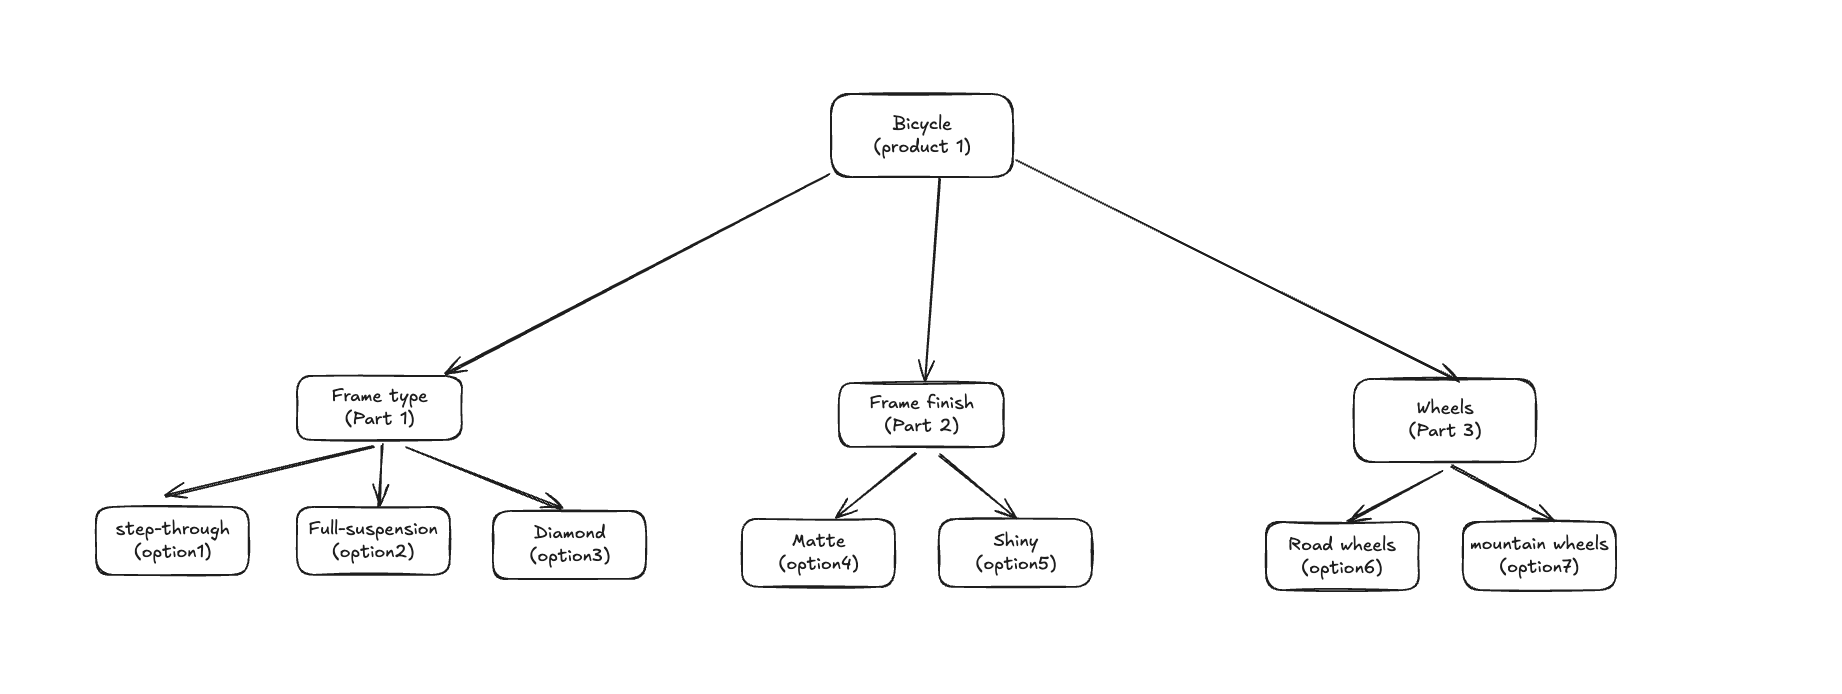 Bicycle
(product 1)
Frame type
(Part 1)
Frame finish
(Part 2)
Wheels
(Part 3)
step-through
(option1)
Full-suspension
(option2)
Diamond
(option3)
Matte
(option4)
Shiny
(option5)
Road wheels
(option6)
mountain wheels
(option7)